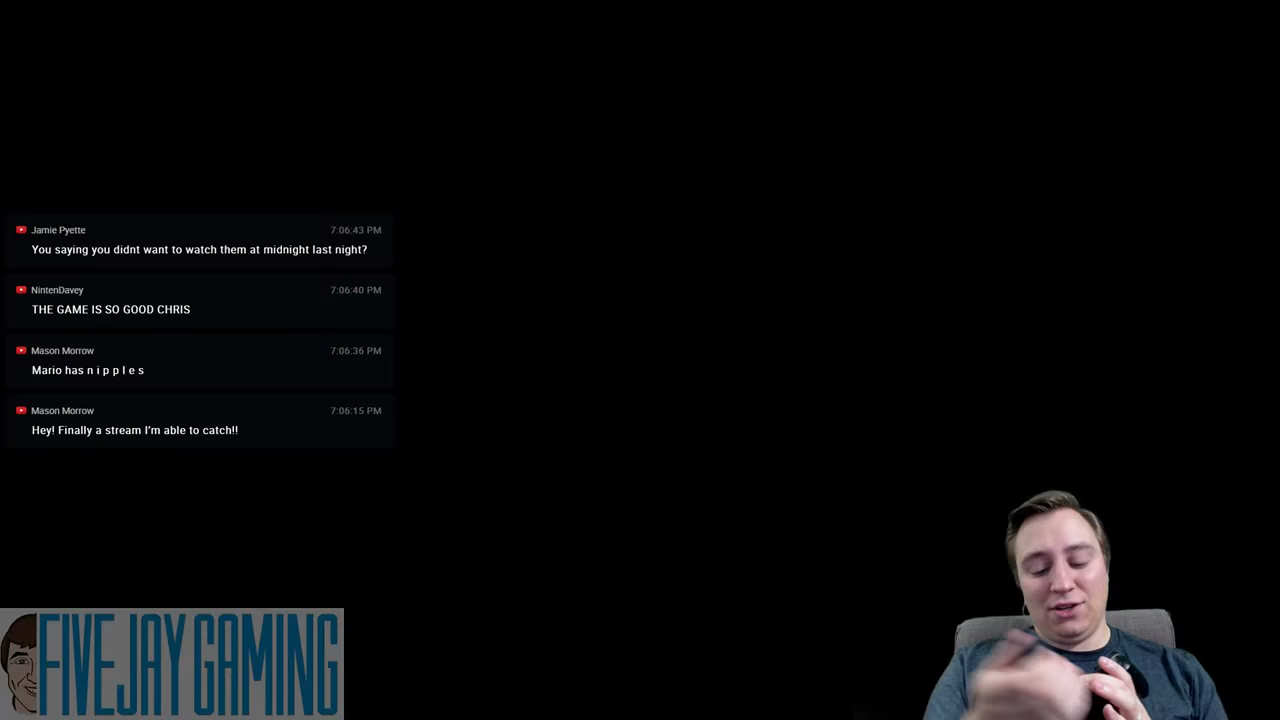 Jamie Pyette 7:06:43 PM
You saying you didnt want to watch them at midnight last night?
NintenDavey 7:06:40 PM
THE GAME IS SO GOOD CHRIS
Mason Morrow 7:06:36 PM
Mario has n i p p l e s
Mason Morrow 7:06:15 PM
Hey! Finally a stream I'm able to catch!!
FIVEJAYGAMING